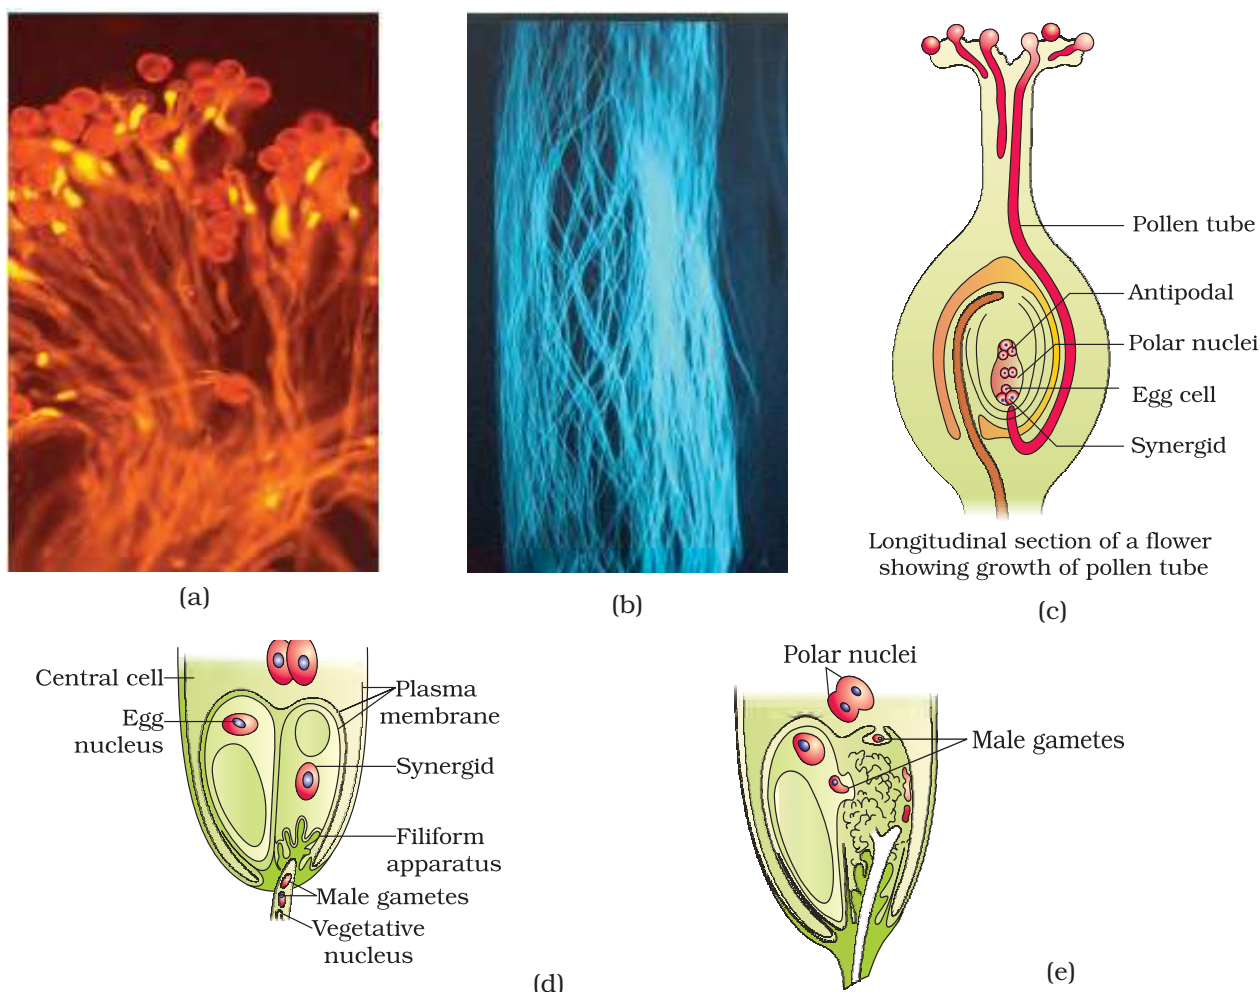 Pollen tube
Antipodal
Polar nuclei
Egg cell
Synergid
Longitudinal section of a flower
showing growth of pollen tube
(a)
(b)
(c)
Central cell
Egg
nucleus
Plasma
membrane
Synergid
Filiform
apparatus
Male gametes
Vegetative
nucleus
(d)
Polar nuclei
Male gametes
(e)